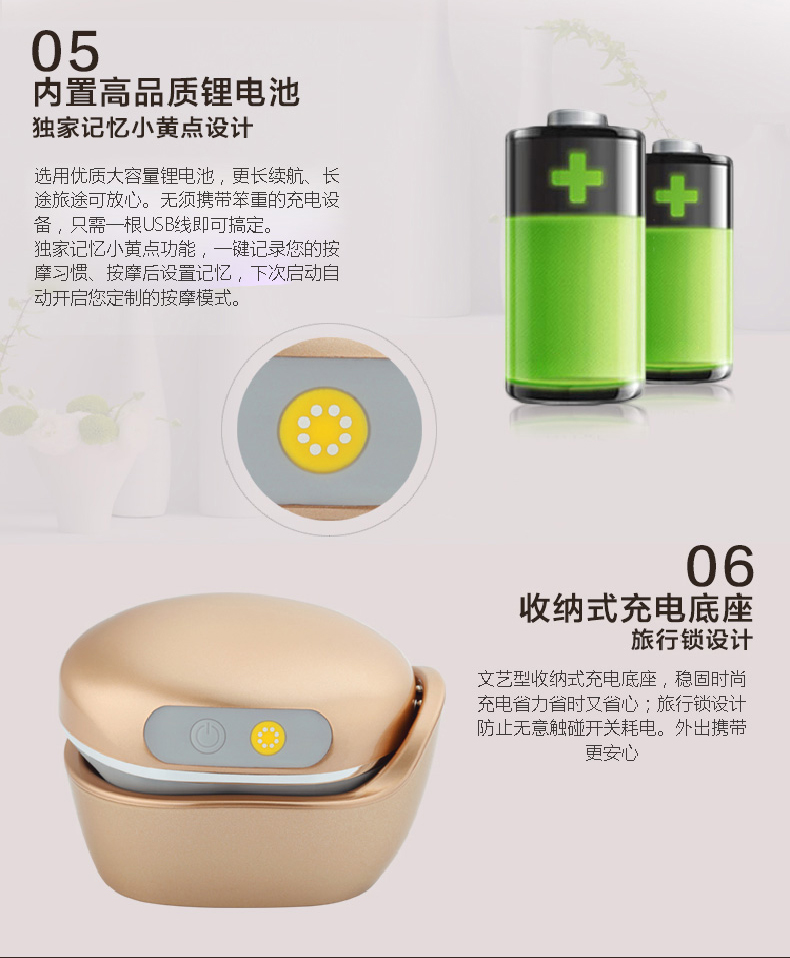 05
内置高品质锂电池
独家记忆小黄点设计
选用优质大容量锂电池，更长续航、长
途旅途可放心。无须携带笨重的充电设
备，只需一根USB线即可搞定。
独家记忆小黄点功能，一键记录您的按
摩习惯、按摩后设置记忆，下次启动自
动开启您定制的按摩模式。
06
收纳式充电底座
旅行锁设计
文艺型收纳式充电底座，稳固时尚
充电省力省时又省心；旅行锁设计
防止无意触碰开关耗电。外出携带
更安心